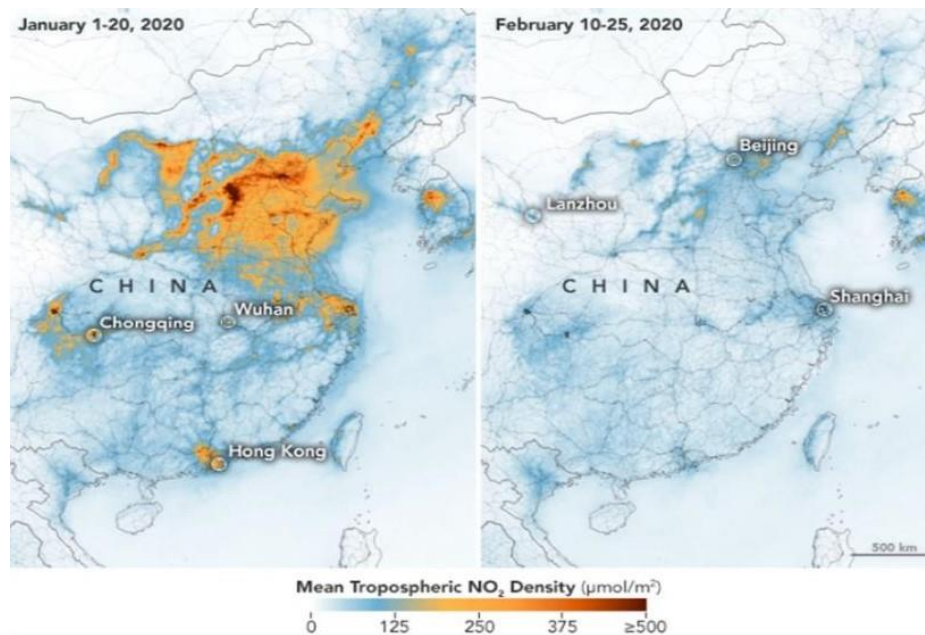 January 1-20, 2020
CHINA
Wuhan
Chongqing
Hong Kong
February 10-25, 2020
Beijing
Lanzhou
CHINA
Shanghai
500 km
Mean Tropospheric NO₂ Density (μmol/m²)
0 125 250 375 ≥500